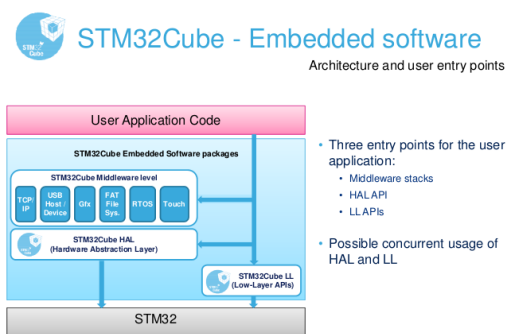 STM32Cube - Embedded software
STM32
Cube
Architecture and user entry points
User Application Code
STM32Cube Embedded Software packages
STM32Cube Middleware level
TCP/
IP
USB
Host /
Device
Gfx
FAT
File
Sys.
RTOS
Touch
STM32Cube HAL
(Hardware Abstraction Layer)
STM32Cube LL
(Low-Layer APIs)
STM32
• Three entry points for the user
application:
• Middleware stacks
• HAL API
• LL APIs
• Possible concurrent usage of
HAL and LL